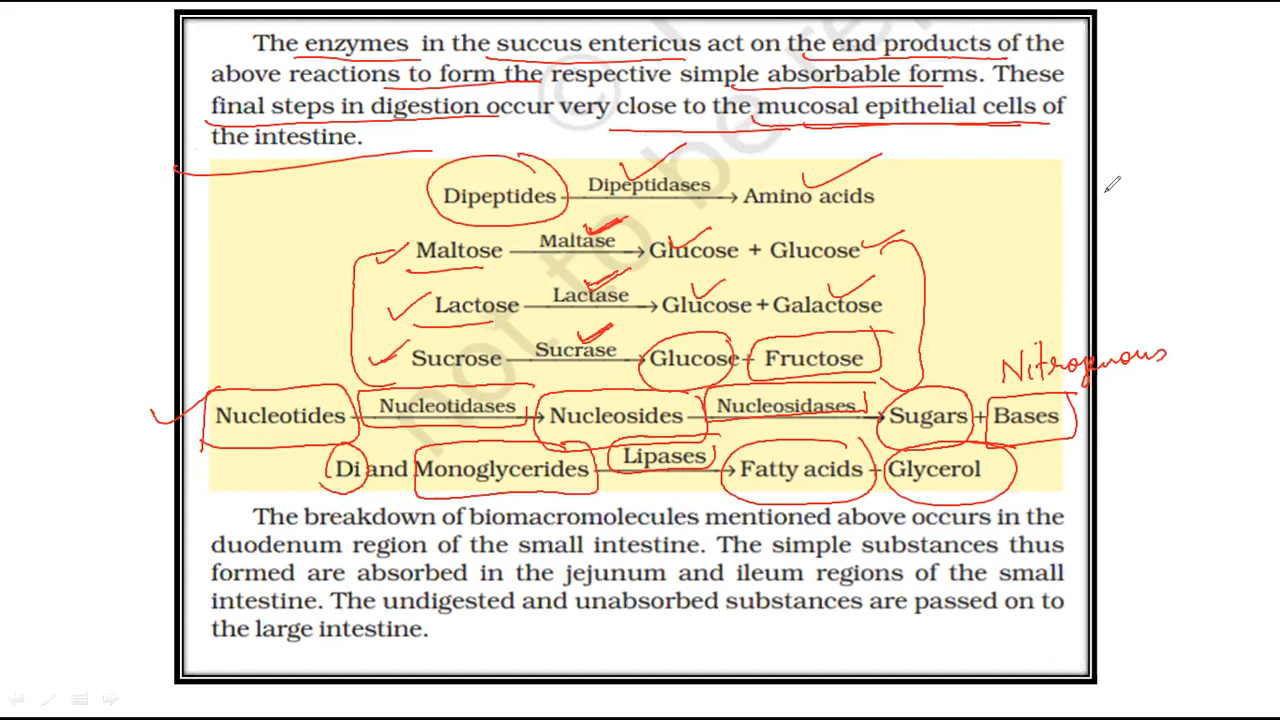 The enzymes in the succus entericus act on the end products of the
above reactions to form the respective simple absorbable forms. These
final steps in digestion occur very close to the mucosal epithelial cells of
the intestine.
Dipeptides Dipeptidases → Amino acids
Maltose Maltase → Glucose + Glucose
Lactose Lactase → Glucose + Galactose
Sucrose Sucrase → Glucose + Fructose
Nitrogenous
Nucleotides Nucleotidases → Nucleosides Nucleosidases → Sugars + Bases
Di and Monoglycerides Lipases → Fatty acids + Glycerol
The breakdown of biomacromolecules mentioned above occurs in the
duodenum region of the small intestine. The simple substances thus
formed are absorbed in the jejunum and ileum regions of the small
intestine. The undigested and unabsorbed substances are passed on to
the large intestine.
not to be re
©